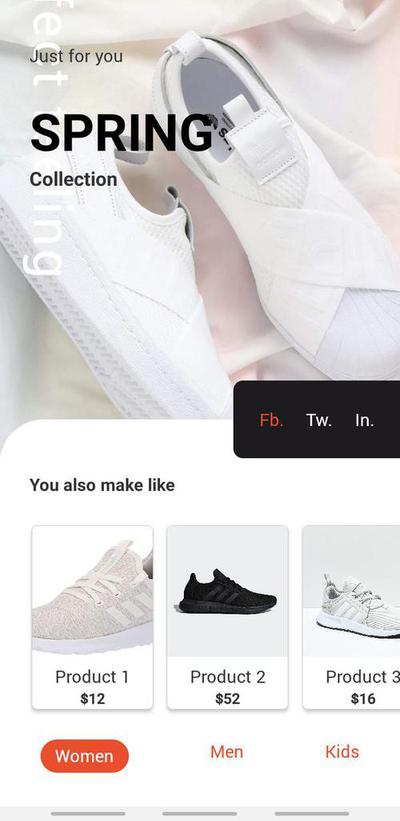 Just for you
SPRING
Collection
fect
ling
Fb. Tw. In.
You also make like
Product 1
$12
Product 2
$52
Product 3
$16
Women
Men
Kids